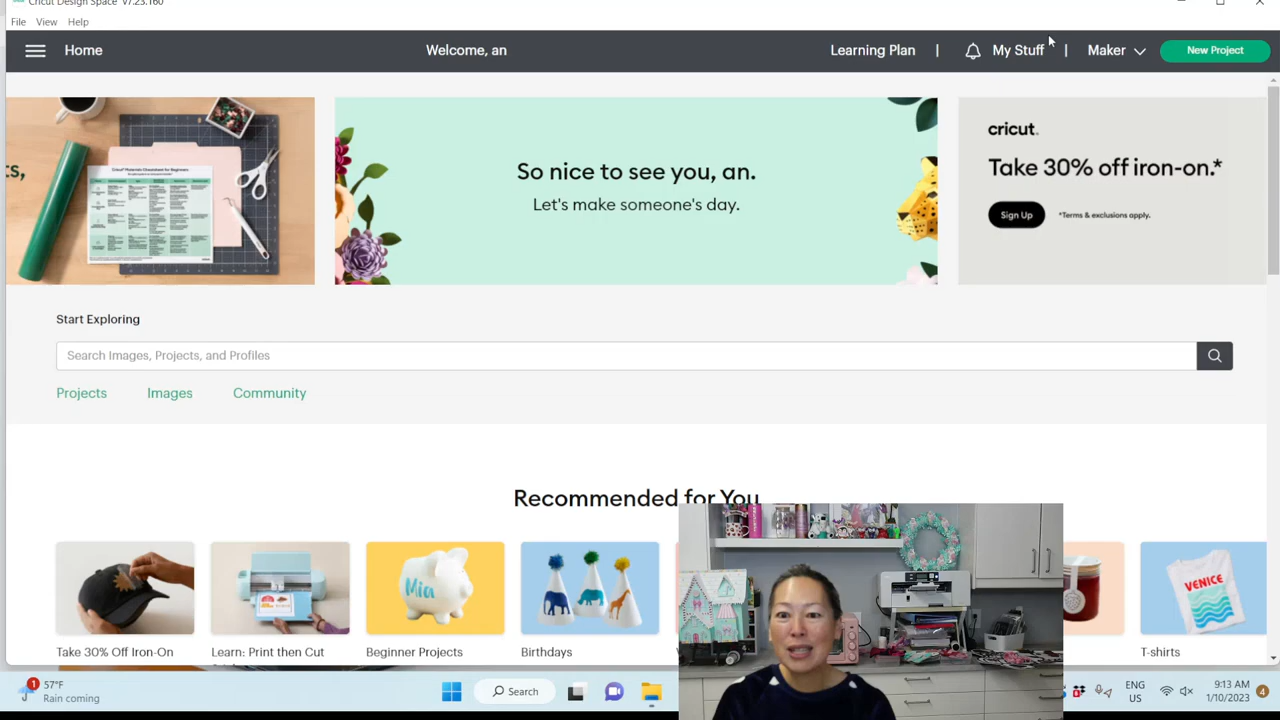 Cricut Design Space V7.23.160
File View Help
Home
Welcome, an
Learning Plan | My Stuff | Maker
New Project
ts,
So nice to see you, an.
Let's make someone's day.
cricut.
Take 30% off iron-on.*
Sign Up
*Terms & exclusions apply.
Start Exploring
Search Images, Projects, and Profiles
Projects Images Community
Recommended for You
Mia
VENICE
Take 30% Off Iron-On
Learn: Print then Cut
Beginner Projects
Birthdays
T-shirts
1
57°F
Rain coming
Search
ENG
US
9:13 AM
1/10/2023
4